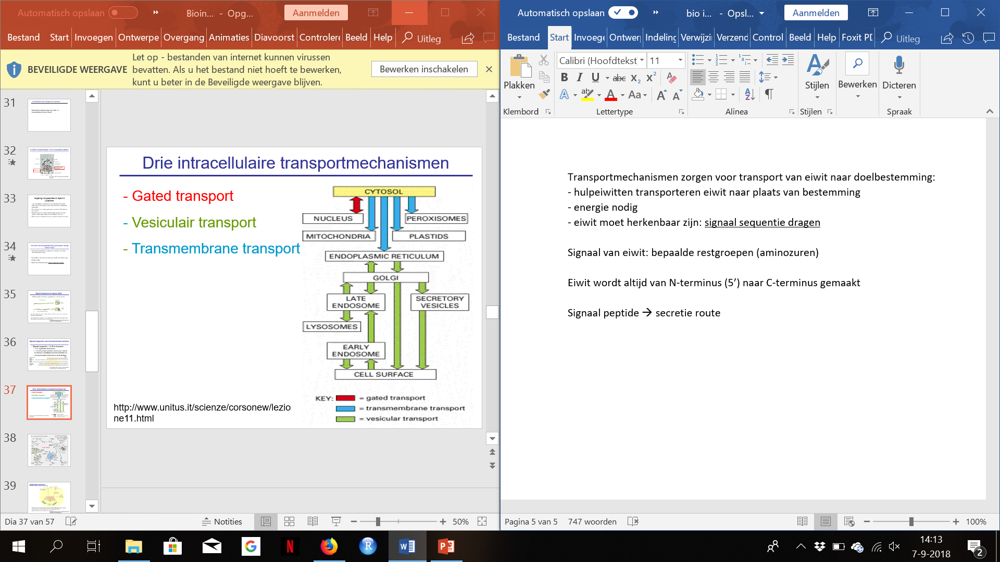 Automatisch opslaan
Bioin... - Opg...
Aanmelden
Bestand Start Invoegen Ontwerpe Overgang Animaties Diavoorst Controlere Beeld Help Uitleg
BEVEILIGDE WEERGAVE
Let op - bestanden van internet kunnen virussen
bevatten. Als u het bestand niet hoeft te bewerken,
kunt u beter in de Beveiligde weergave blijven.
Bewerken inschakelen
31
32
33
34
35
36
37
38
39
Drie intracellulaire transportmechanismen
- Gated transport
- Vesiculair transport
- Transmembrane transport
CYTOSOL
NUCLEUS
PEROXISOMES
MITOCHONDRIA
PLASTIDS
ENDOPLASMIC RETICULUM
GOLGI
LATE
ENDOSOME
SECRETORY
VESICLES
LYSOSOMES
EARLY
ENDOSOME
CELL SURFACE
KEY: = gated transport
= transmembrane transport
= vesicular transport
http://www.unitus.it/scienze/corsonew/lezio
ne11.html
Dia 37 van 57
Notities
50%
Automatisch opslaan
bio i... - Opsl...
Aanmelden
Bestand Start Invoege Ontwer Indeling Verwijzi Verzend Control Beeld Help Foxit PD Uitleg
Plakken
Klembord
Calibri (Hoofdtekst 11
B I U abc x2 x2
A ab A Aa A A
Lettertype
Alinea
Stijlen
Stijlen
Bewerken
Dicteren
Spraak
Transportmechanismen zorgen voor transport van eiwit naar doelbestemming:
- hulpeiwitten transporteren eiwit naar plaats van bestemming
- energie nodig
- eiwit moet herkenbaar zijn: signaal sequentie dragen
Signaal van eiwit: bepaalde restgroepen (aminozuren)
Eiwit wordt altijd van N-terminus (5’) naar C-terminus gemaakt
Signaal peptide → secretie route
Pagina 5 van 5
747 woorden
100%
14:13
7-9-2018
2